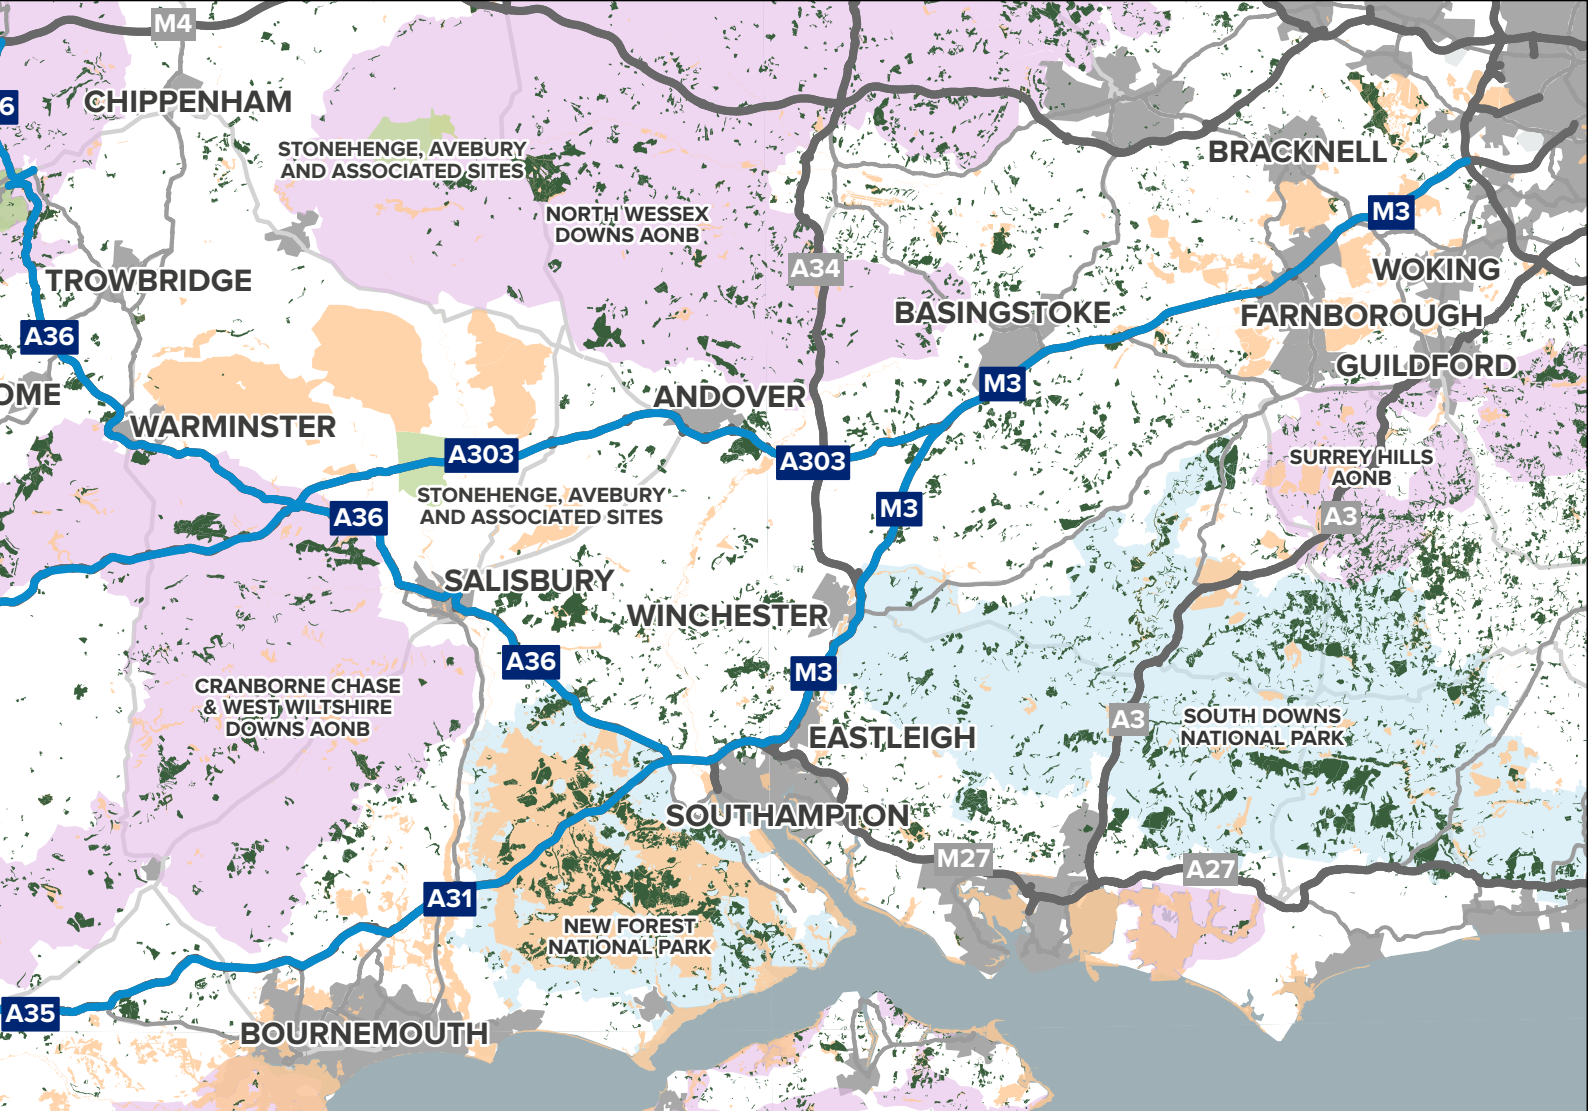 M4
CHIPPENHAM
6
STONEHENGE, AVEBURY
AND ASSOCIATED SITES
BRACKNELL
M3
NORTH WESSEX
DOWNS AONB
A34
WOKING
TROWBRIDGE
BASINGSTOKE
FARNBOROUGH
A36
GUILDFORD
OME
ANDOVER
M3
WARMINSTER
A303
A303
SURREY HILLS
AONB
STONEHENGE, AVEBURY
AND ASSOCIATED SITES
A36
M3
A3
SALISBURY
WINCHESTER
A36
M3
CRANBORNE CHASE
& WEST WILTSHIRE
DOWNS AONB
A3
SOUTH DOWNS
NATIONAL PARK
EASTLEIGH
SOUTHAMPTON
M27
A27
A31
NEW FOREST
NATIONAL PARK
A35
BOURNEMOUTH